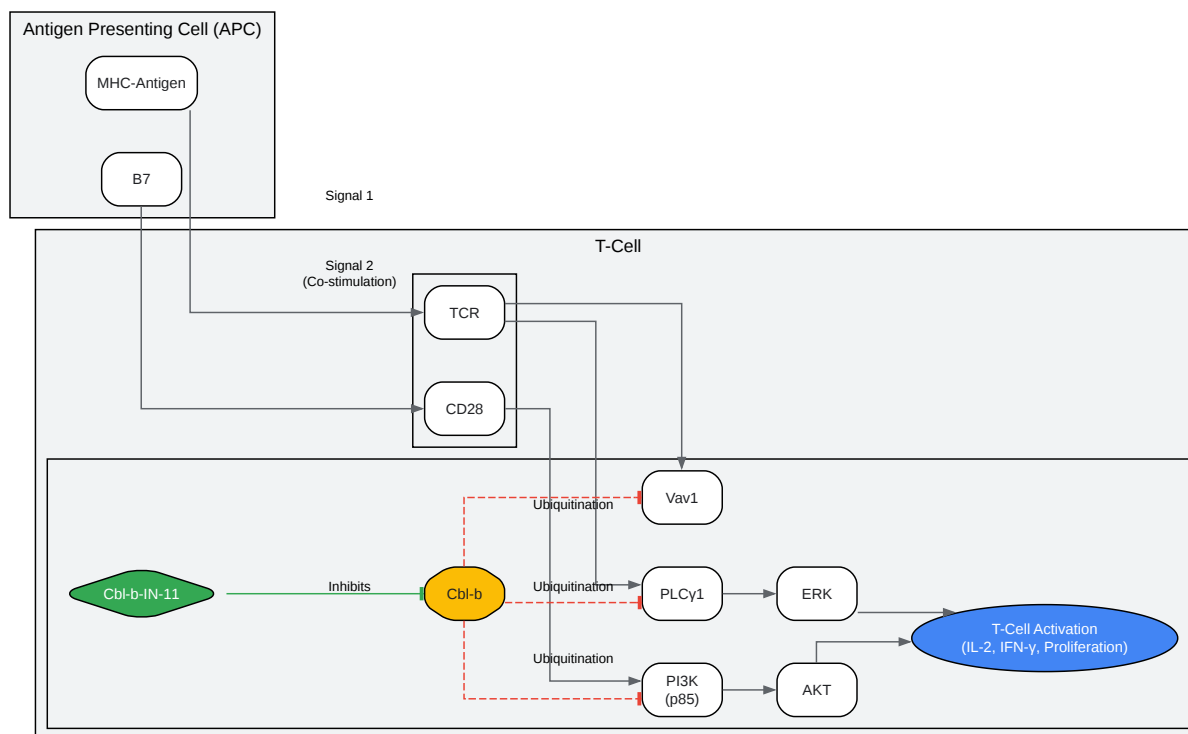 Antigen Presenting Cell (APC)
MHC-Antigen
B7
Signal 1
T-Cell
Signal 2
(Co-stimulation)
TCR
CD28
Vav1
Ubiquitination
Cbl-b-IN-11
Inhibits
Cbl-b
Ubiquitination
PLCγ1
ERK
T-Cell Activation
(IL-2, IFN-γ, Proliferation)
Ubiquitination
PI3K
(p85)
AKT